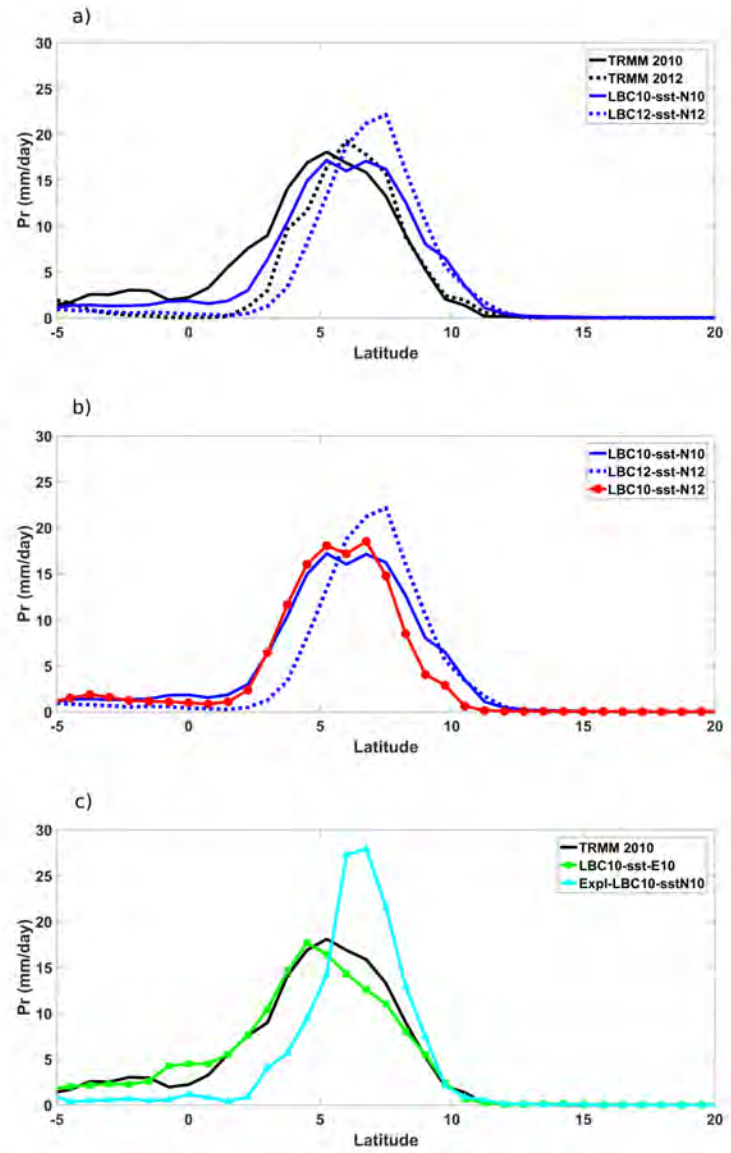 a)
30
25
20
15
10
5
0
Pr (mm/day)
-5 0 5 10 15 20
Latitude
TRMM 2010
TRMM 2012
LBC10-sst-N10
LBC12-sst-N12
b)
30
25
20
15
10
5
0
Pr (mm/day)
-5 0 5 10 15 20
Latitude
LBC10-sst-N10
LBC12-sst-N12
LBC10-sst-N12
c)
30
25
20
15
10
5
0
Pr (mm/day)
-5 0 5 10 15 20
Latitude
TRMM 2010
LBC10-sst-E10
Expl-LBC10-sstN10